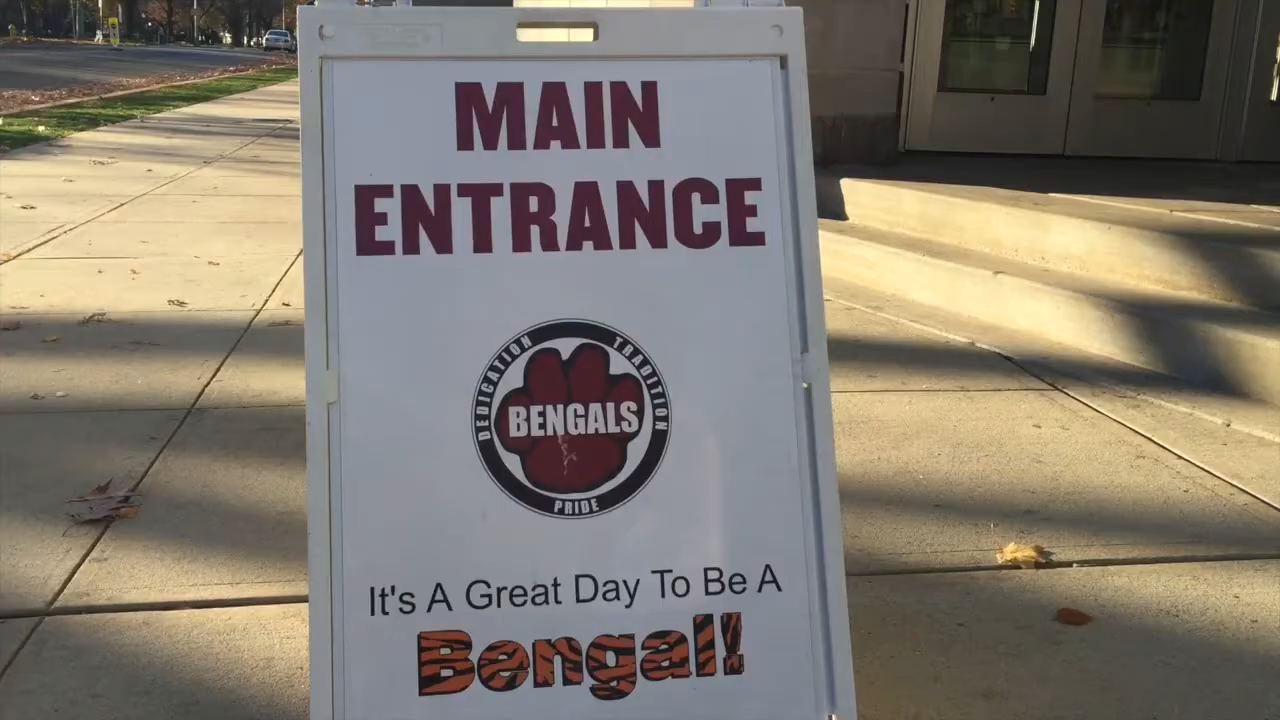 MAIN
ENTRANCE
DEDICATION
TRADITION
BENGALS
PRIDE
It's A Great Day To Be A
Bengal!